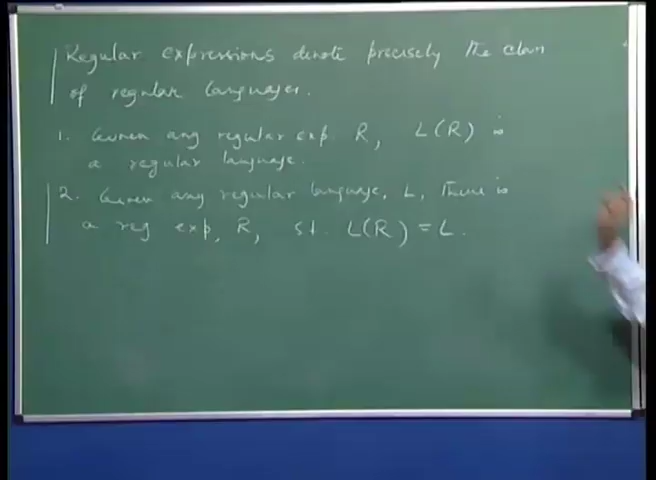 Regular expressions denote precisely the class
of regular languages.
1. Given any regular exp R, L(R) is
a regular language.
2. Given any regular language, L, there is
a reg exp, R, st. L(R) = L.